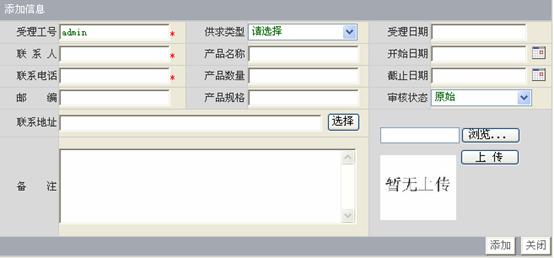 添加信息
受理工号 admin * 供求类型 请选择 受理日期
联 系 人 * 产品名称 开始日期
联系电话 * 产品数量 截止日期
邮 编 产品规格 审核状态 原始
联系地址 选择
浏览...
上 传
备 注 暂无上传
添加 关闭